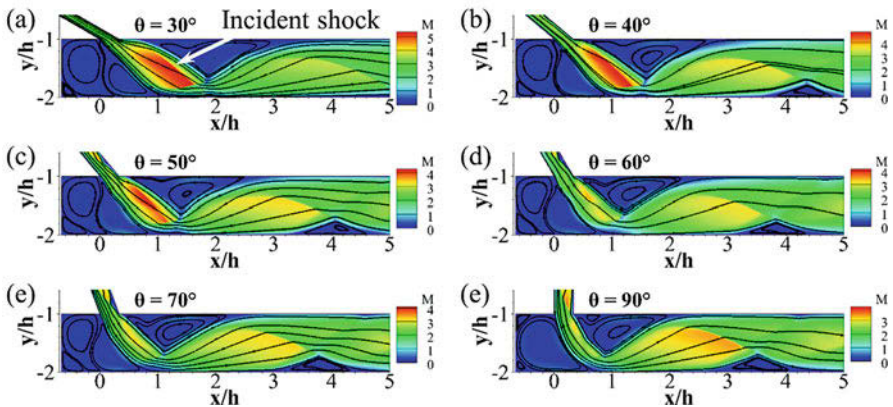 (a) θ = 30° Incident shock M 5 4 3 2 1 0
y/h -1 -2
0 1 2 3 4 5
x/h
(b) θ = 40° M 4 3 2 1 0
y/h -1 -2
0 1 2 3 4 5
x/h
(c) θ = 50° M 4 3 2 1 0
y/h -1 -2
0 1 2 3 4 5
x/h
(d) θ = 60° M 4 3 2 1 0
y/h -1 -2
0 1 2 3 4 5
x/h
(e) θ = 70° M 4 3 2 1 0
y/h -1 -2
0 1 2 3 4 5
x/h
(e) θ = 90° M 4 3 2 1 0
y/h -1 -2
0 1 2 3 4 5
x/h